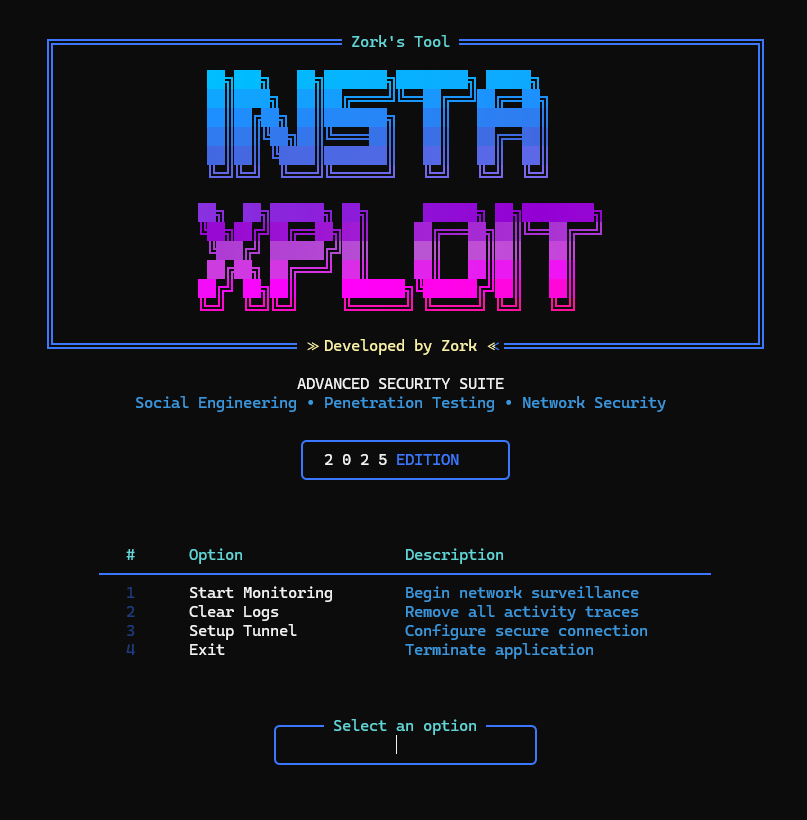 Zork's Tool
INSTA
XPLOIT
≫ Developed by Zork ≪
ADVANCED SECURITY SUITE
Social Engineering • Penetration Testing • Network Security
2 0 2 5 EDITION
# Option Description
1 Start Monitoring Begin network surveillance
2 Clear Logs Remove all activity traces
3 Setup Tunnel Configure secure connection
4 Exit Terminate application
Select an option